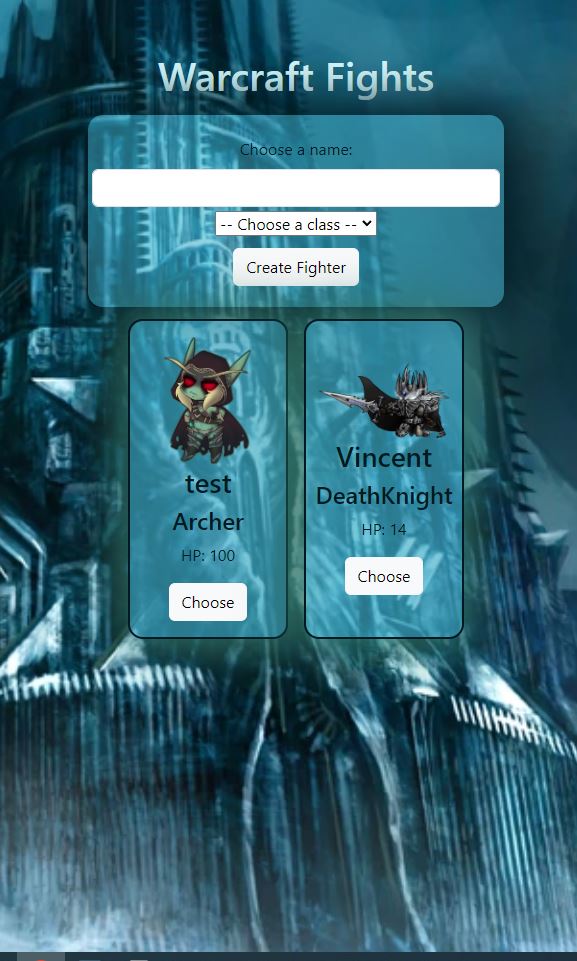 Warcraft Fights
Choose a name:
-- Choose a class --
Create Fighter
test
Archer
HP: 100
Choose
Vincent
DeathKnight
HP: 14
Choose